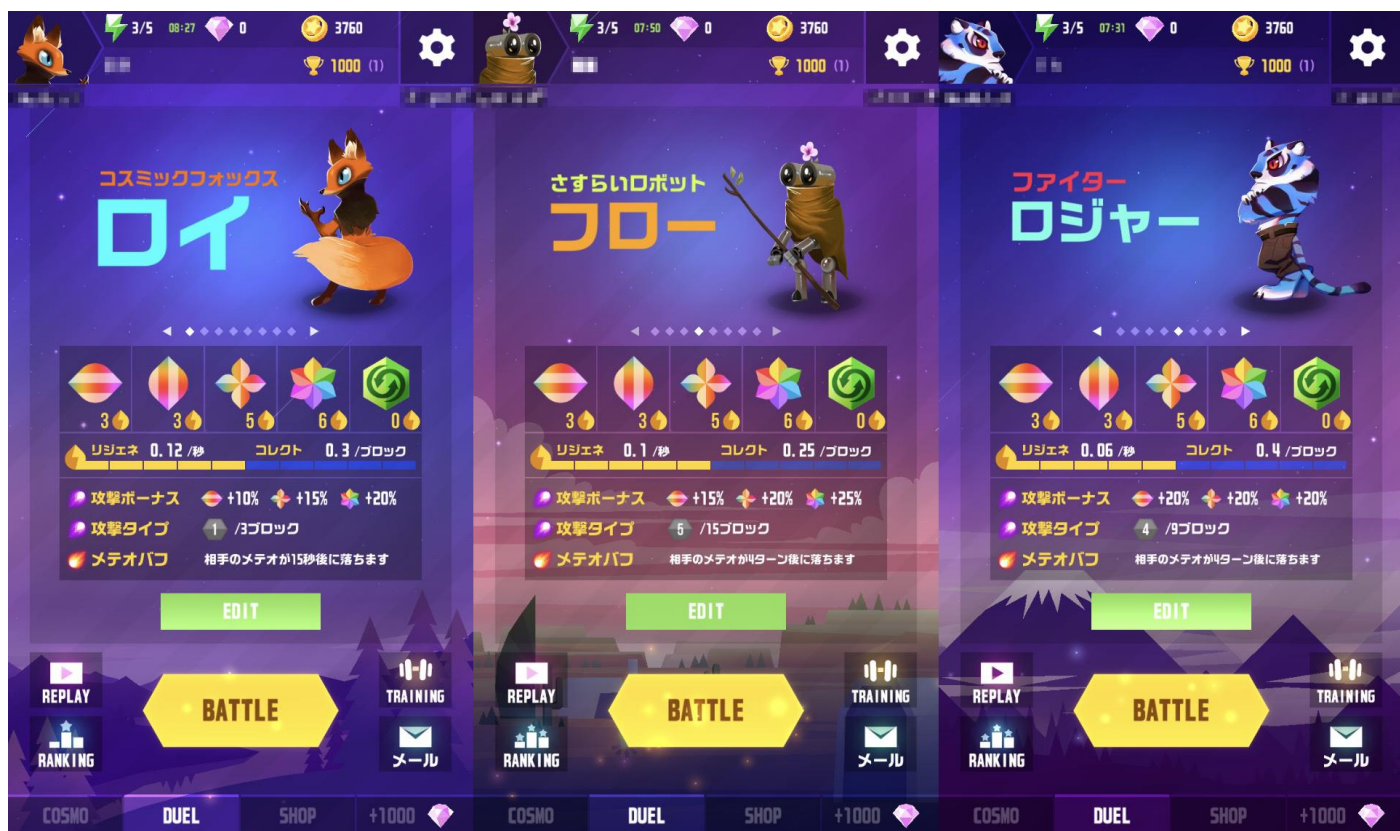 3/5 08:27 0 3760
1000 (1)
コスミックフォックス
ロイ
3 3 5 6 0
リジェネ 0.12 /秒 コレクト 0.3 /ブロック
攻撃ボーナス +10% +15% +20%
攻撃タイプ 1 /3ブロック
メテオバフ 相手のメテオが15秒後に落ちます
EDIT
REPLAY
TRAINING
BATTLE
RANKING
メール
COSMO DUEL SHOP +1000
3/5 07:50 0 3760
1000 (1)
さすらいロボット
フロー
3 3 5 6 0
リジェネ 0.1 /秒 コレクト 0.25 /ブロック
攻撃ボーナス +15% +20% +25%
攻撃タイプ 5 /15ブロック
メテオバフ 相手のメテオが4ターン後に落ちます
EDIT
REPLAY
TRAINING
BATTLE
RANKING
メール
COSMO DUEL SHOP +1000
3/5 07:31 0 3760
1000 (1)
ファイター
ロジャー
3 3 5 6 0
リジェネ 0.06 /秒 コレクト 0.4 /ブロック
攻撃ボーナス +20% +20% +20%
攻撃タイプ 4 /9ブロック
メテオバフ 相手のメテオが4ターン後に落ちます
EDIT
REPLAY
TRAINING
BATTLE
RANKING
メール
COSMO DUEL SHOP +1000